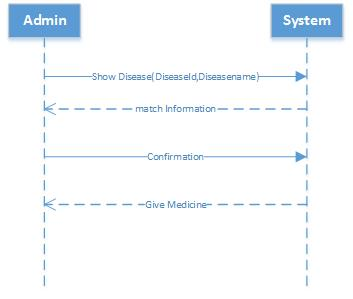 Admin
System
Show Disease( DiseaseId,Diseasename)
match Information
Confirmation
Give Medicine